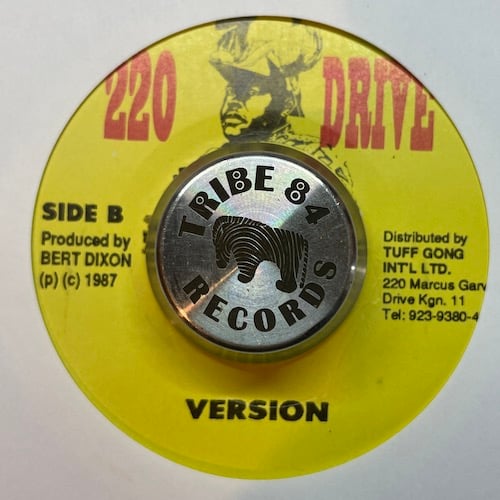 220 DRIVE
TRIBE 84
RECORDS
SIDE B
Produced by
BERT DIXON
(p) (c) 1987
Distributed by
TUFF GONG
INT'L LTD.
220 Marcus Garv
Drive Kgn. 11
Tel: 923-9380-4
VERSION